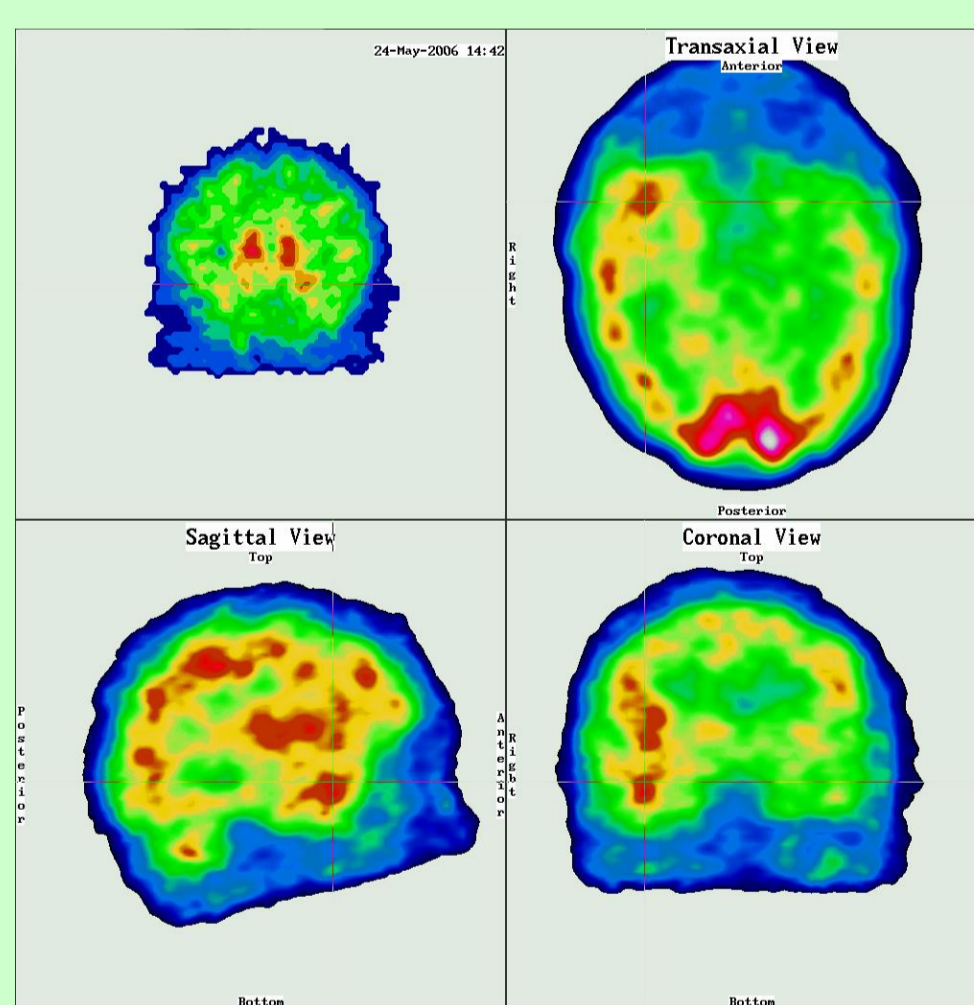 24-May-2006 14:42
Transaxial View
Anterior
Right
Posterior
Sagittal View
Top
Posterior
Anterior
Bottom
Coronal View
Top
Right
Bottom